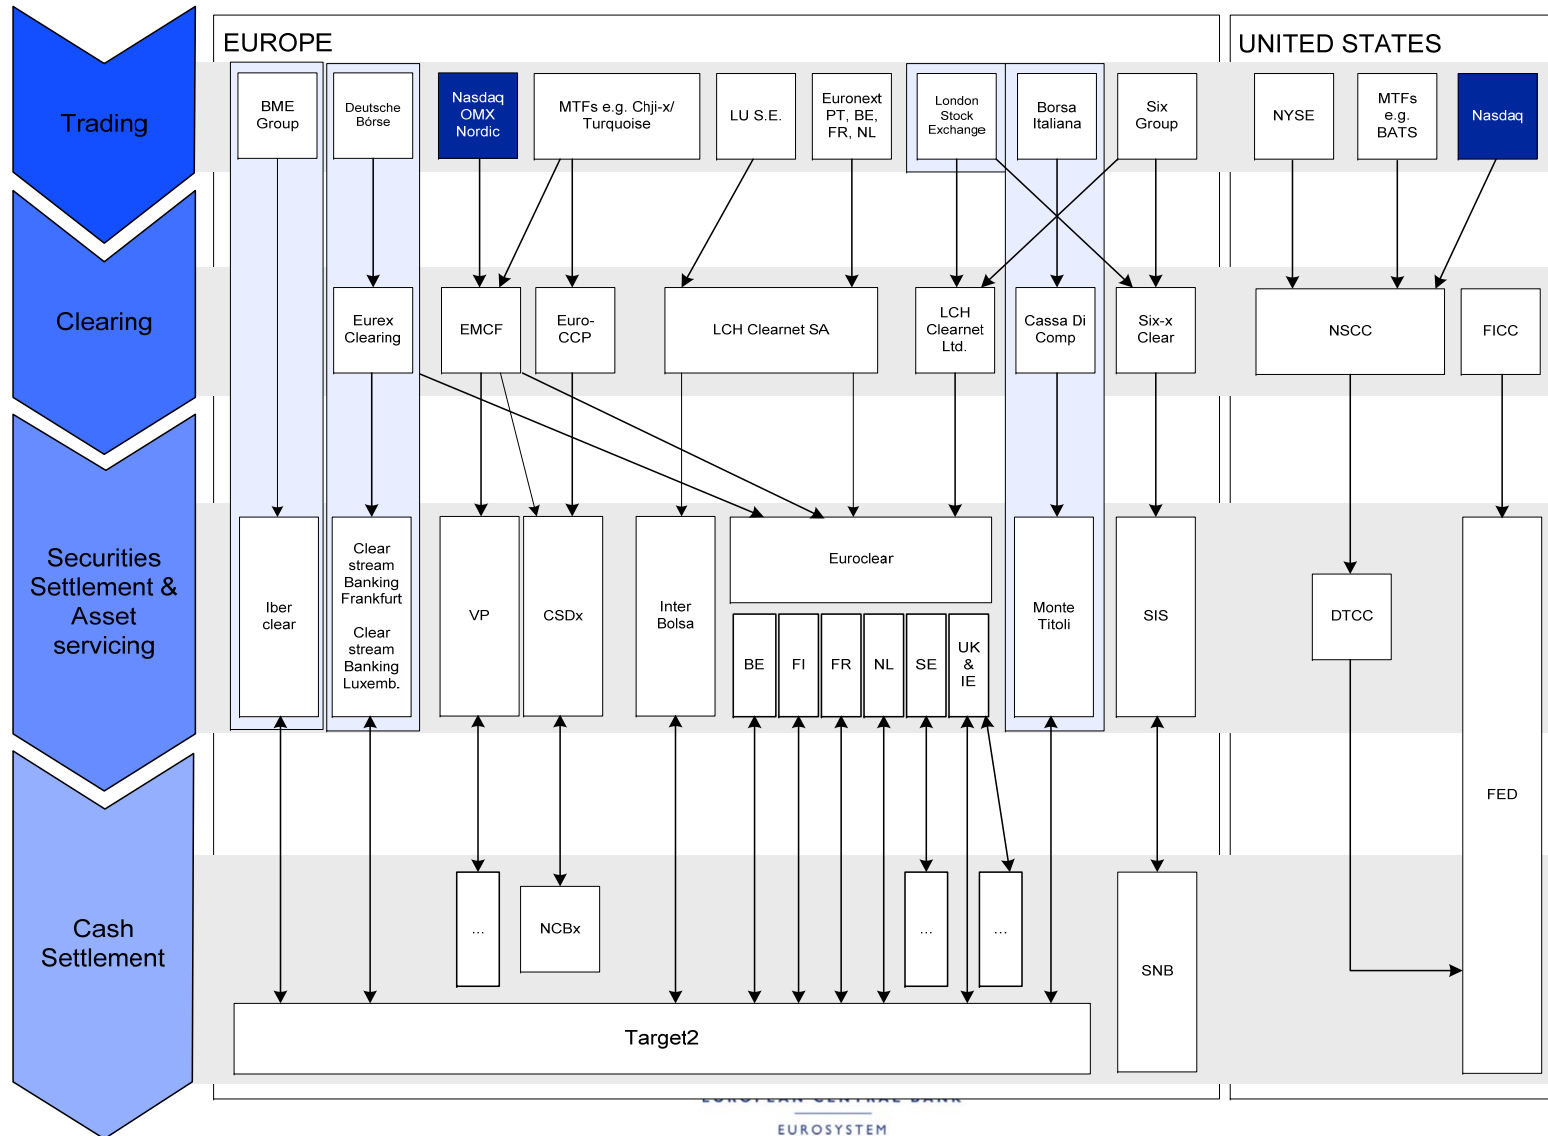 EUROPE
UNITED STATES
Trading
BME
Group
Deutsche
Börse
Nasdaq
OMX
Nordic
MTFs e.g. Chji-x/
Turquoise
LU S.E.
Euronext
PT, BE,
FR, NL
London
Stock
Exchange
Borsa
Italiana
Six
Group
NYSE
MTFs
e.g.
BATS
Nasdaq
Clearing
Eurex
Clearing
EMCF
Euro-
CCP
LCH Clearnet SA
LCH
Clearnet
Ltd.
Cassa Di
Comp
Six-x
Clear
NSCC
FICC
Securities
Settlement &
Asset
servicing
Iber
clear
Clear
stream
Banking
Frankfurt
Clear
stream
Banking
Luxemb.
VP
CSDx
Inter
Bolsa
Euroclear
BE
FI
FR
NL
SE
UK
&
IE
Monte
Titoli
SIS
DTCC
FED
Cash
Settlement
...
NCBx
...
...
SNB
Target2
EUROPEAN CENTRAL BANK
EUROSYSTEM